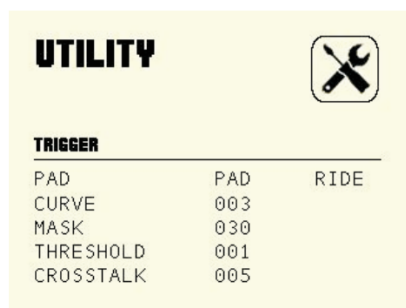 UTILITY
TRIGGER
PAD PAD RIDE
CURVE 003
MASK 030
THRESHOLD 001
CROSSTALK 005